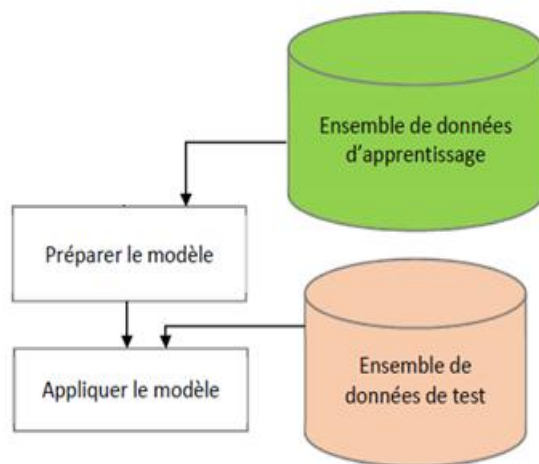 Ensemble de données
d'apprentissage
Préparer le modèle
Ensemble de
données de test
Appliquer le modèle